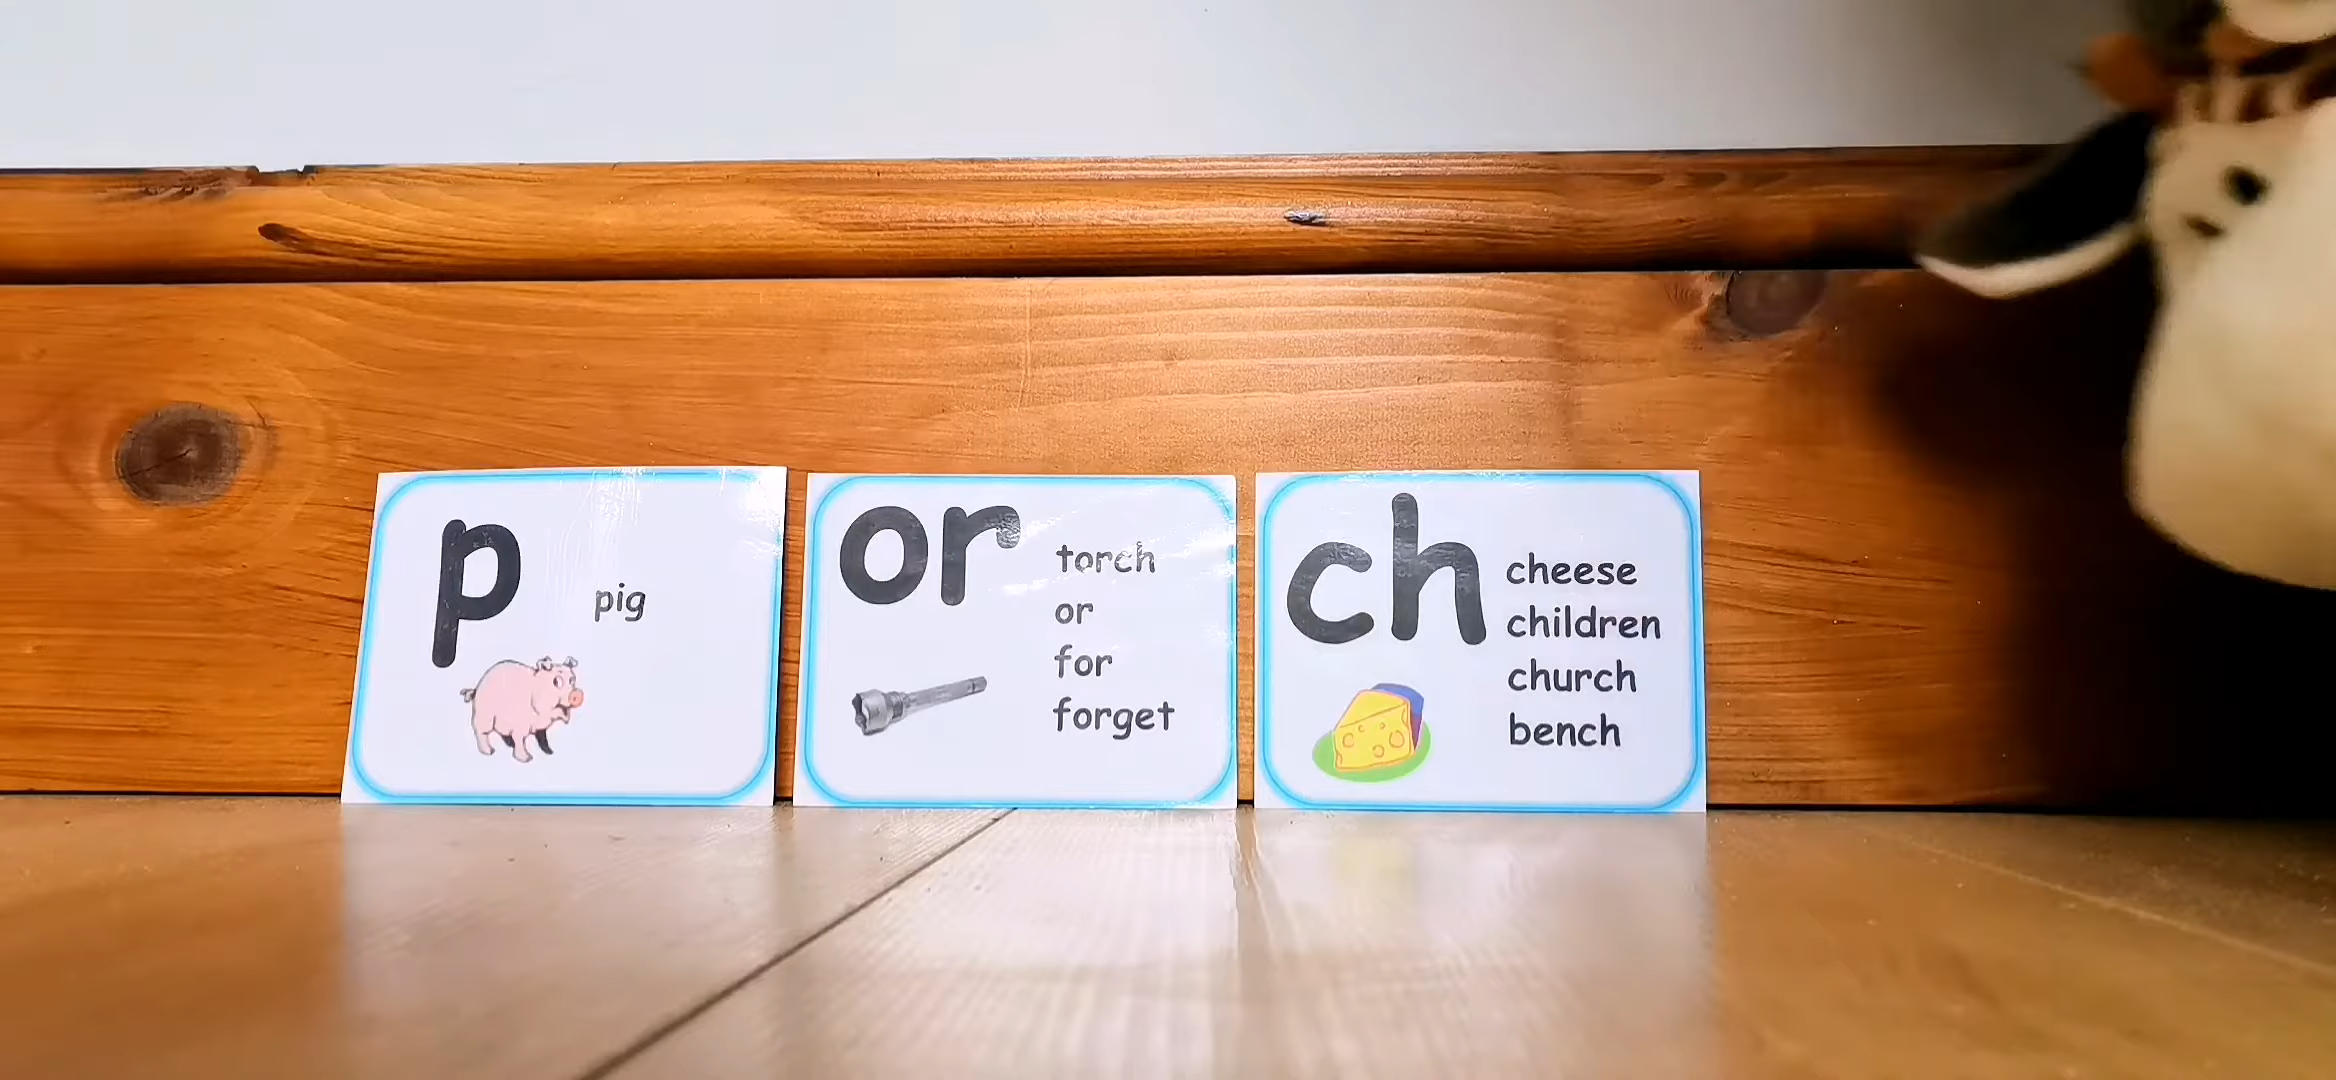 p
pig
or
torch
or
for
forget
ch
cheese
children
church
bench